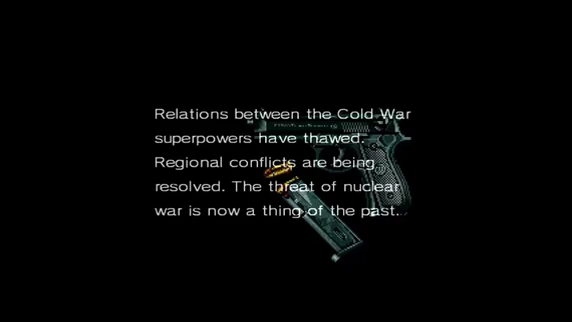 Relations between the Cold War
superpowers have thawed.
Regional conflicts are being
resolved. The threat of nuclear
war is now a thing of the past.